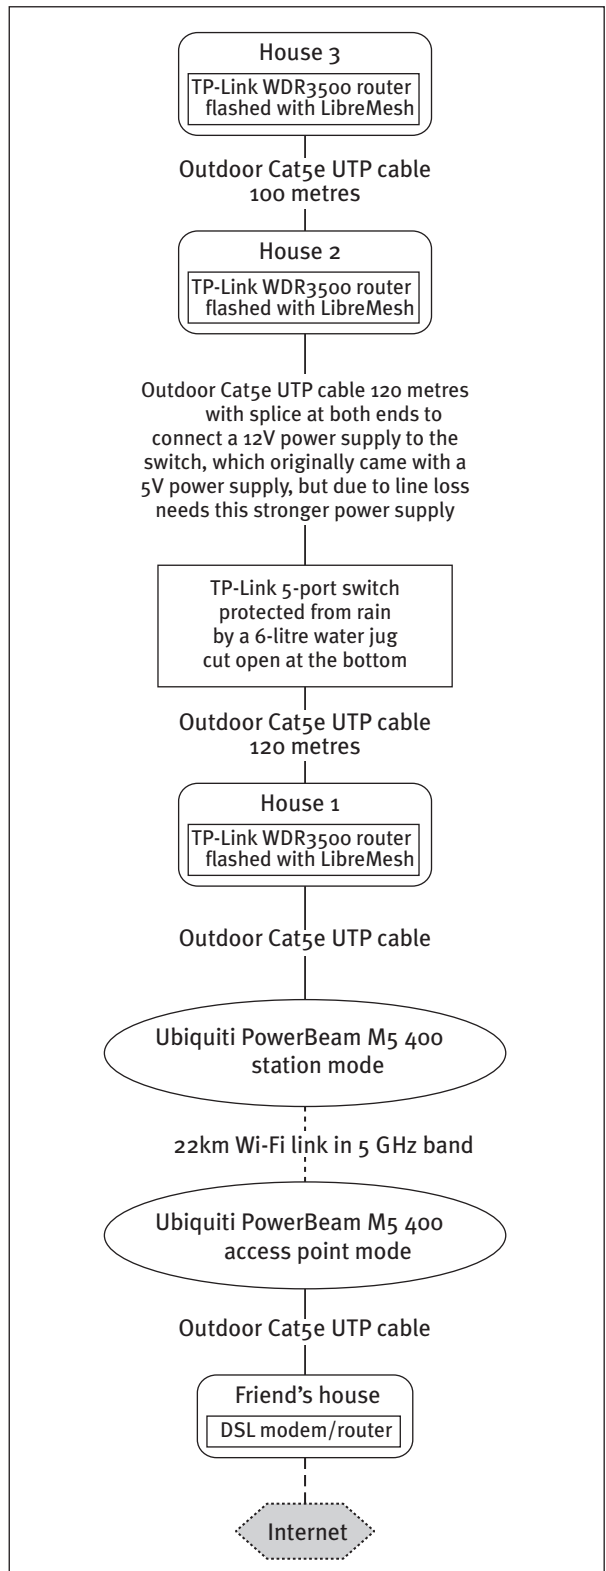 House 3
TP-Link WDR3500 router
flashed with LibreMesh
Outdoor Cat5e UTP cable
100 metres
House 2
TP-Link WDR3500 router
flashed with LibreMesh
Outdoor Cat5e UTP cable 120 metres
with splice at both ends to
connect a 12V power supply to the
switch, which originally came with a
5V power supply, but due to line loss
needs this stronger power supply
TP-Link 5-port switch
protected from rain
by a 6-litre water jug
cut open at the bottom
Outdoor Cat5e UTP cable
120 metres
House 1
TP-Link WDR3500 router
flashed with LibreMesh
Outdoor Cat5e UTP cable
Ubiquiti PowerBeam M5 400
station mode
22km Wi-Fi link in 5 GHz band
Ubiquiti PowerBeam M5 400
access point mode
Outdoor Cat5e UTP cable
Friend's house
DSL modem/router
Internet